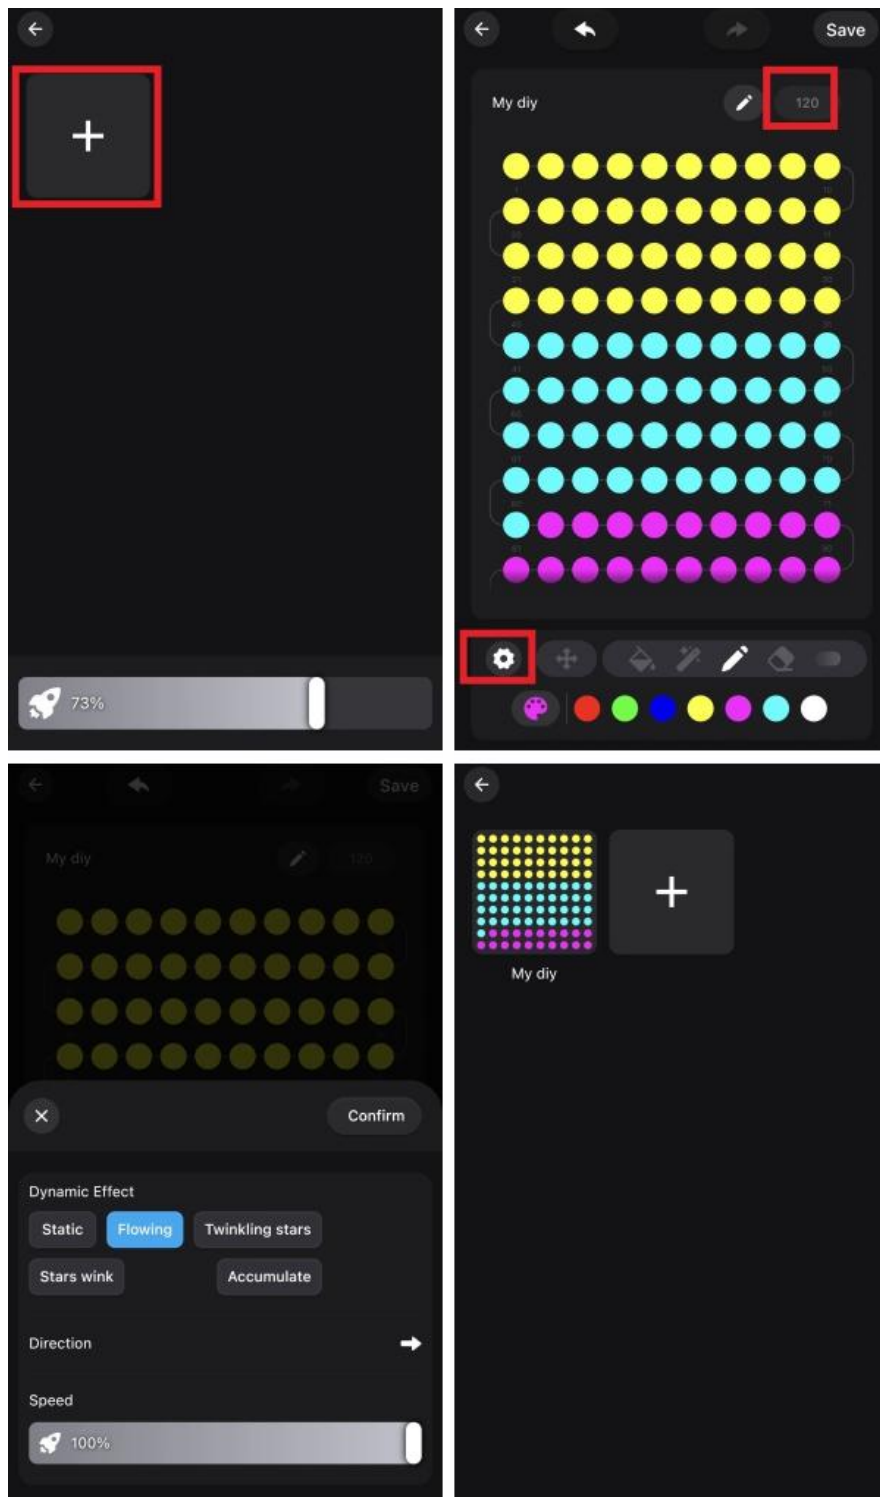 73%
Save
My diy
120
Save
My diy
120
Confirm
Dynamic Effect
Static
Flowing
Twinkling stars
Stars wink
Accumulate
Direction
Speed
100%
My diy